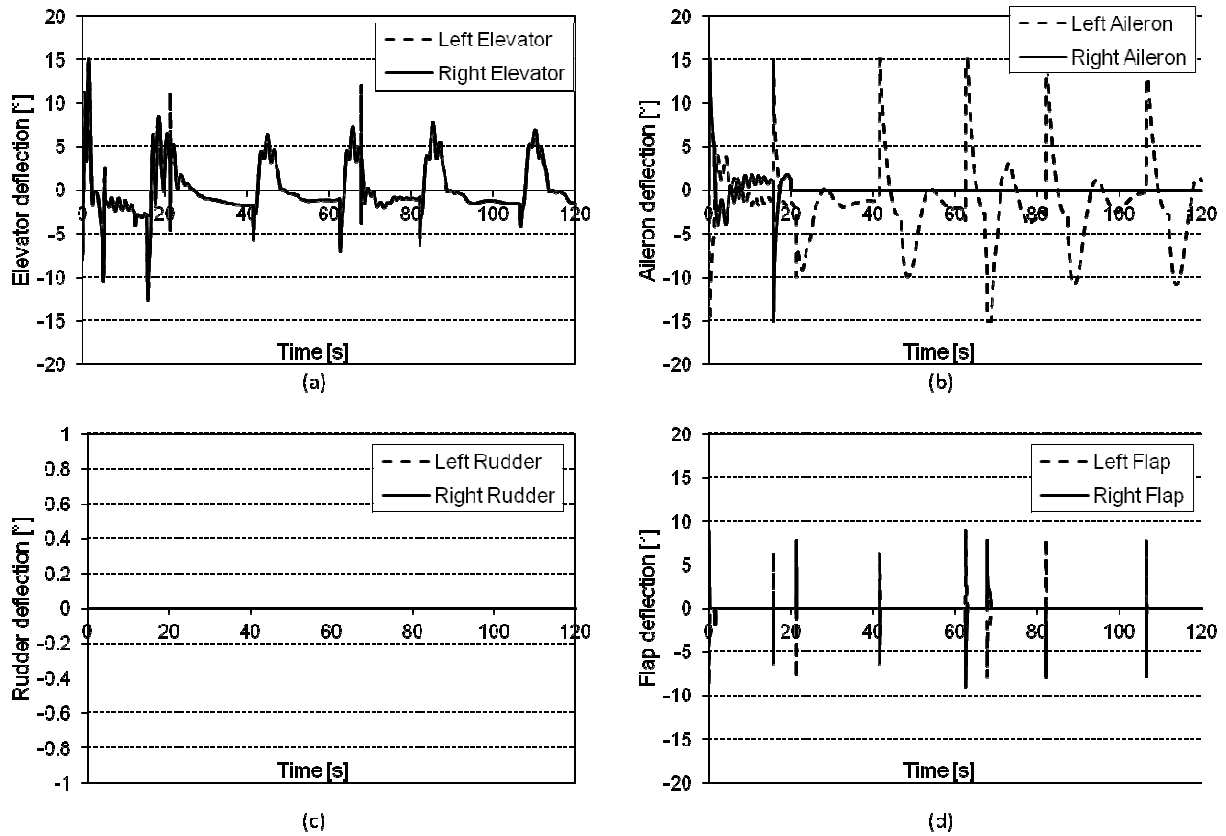 20
15
10
5
0
-5
-10
-15
-20
0 20 40 60 80 100 120
Elevator deflection [°]
Time [s]
Left Elevator
Right Elevator
(a)
20
15
10
5
0
-5
-10
-15
-20
0 20 40 60 80 100 120
Aileron deflection [°]
Time [s]
Left Aileron
Right Aileron
(b)
1
0.8
0.6
0.4
0.2
0
-0.2
-0.4
-0.6
-0.8
-1
0 20 40 60 80 100 120
Rudder deflection [°]
Time [s]
Left Rudder
Right Rudder
(c)
20
15
10
5
0
-5
-10
-15
-20
0 20 40 60 80 100 120
Flap deflection [°]
Time [s]
Left Flap
Right Flap
(d)